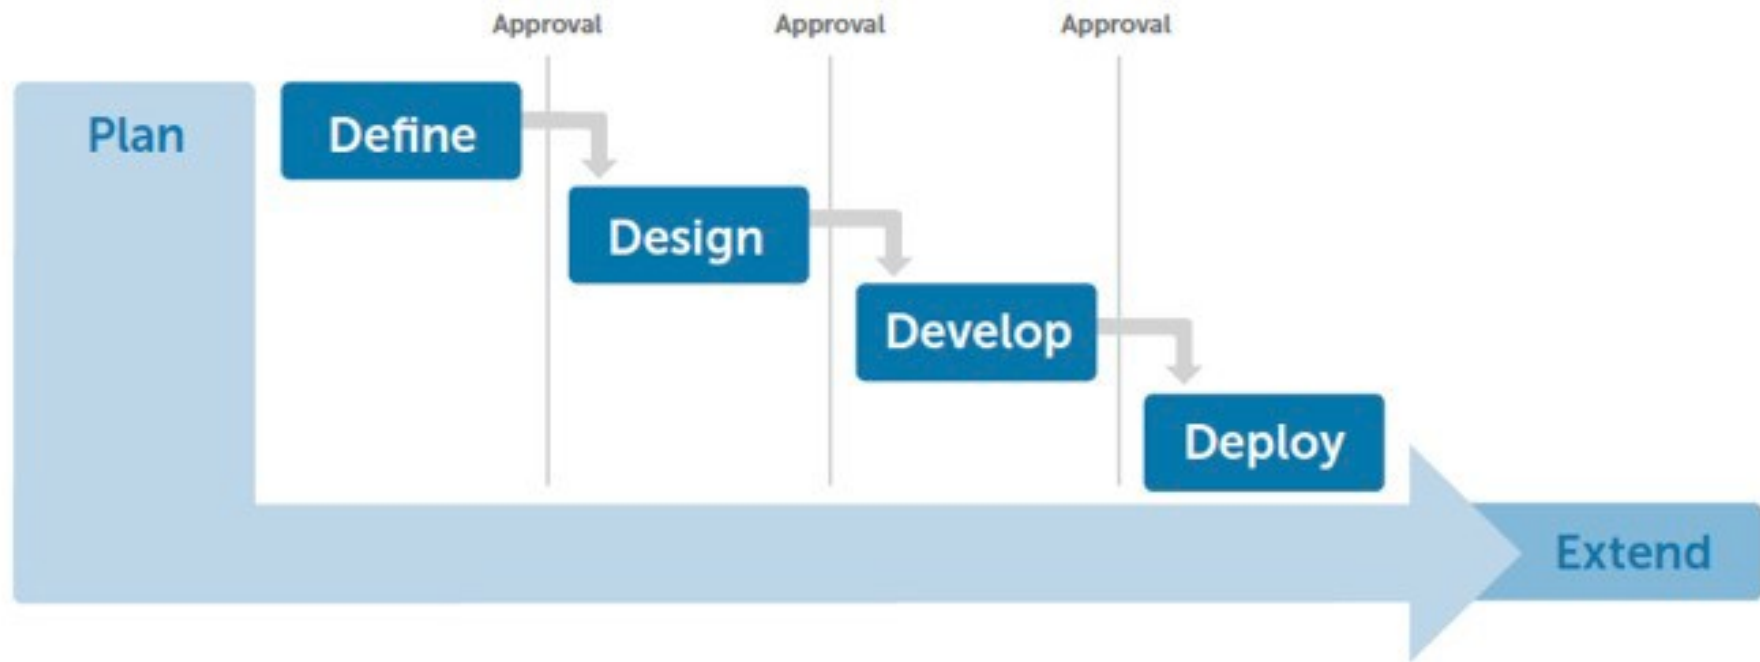 Approval Approval Approval
Plan
Define
Design
Develop
Deploy
Extend